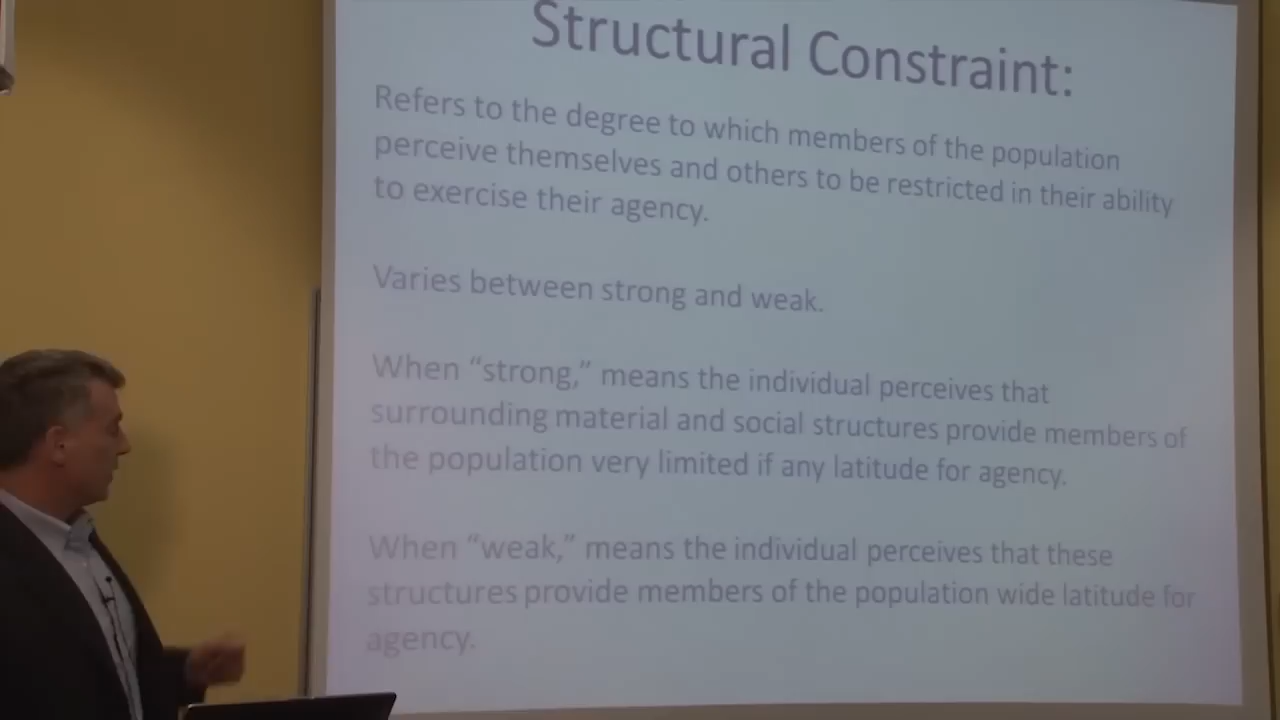 Structural Constraint:
Refers to the degree to which members of the population
perceive themselves and others to be restricted in their ability
to exercise their agency.
Varies between strong and weak.
When “strong,” means the individual perceives that
surrounding material and social structures provide members of
the population very limited if any latitude for agency.
When “weak,” means the individual perceives that these
structures provide members of the population wide latitude for
agency.